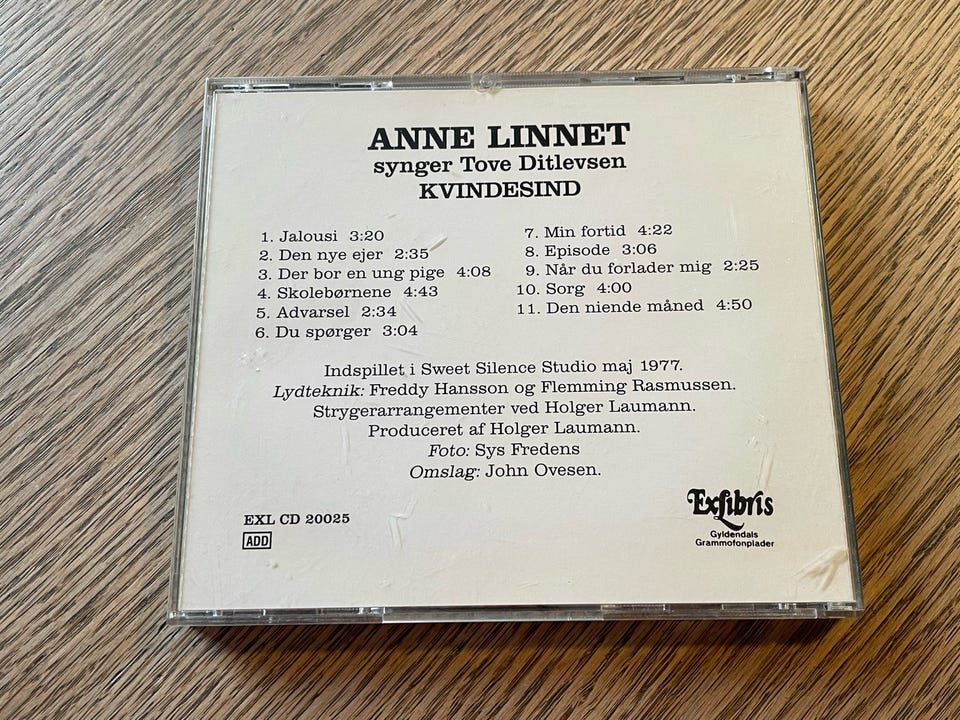 ANNE LINNET
synger Tove Ditlevsen
KVINDESIND
1. Jalousi 3:20
2. Den nye ejer 2:35
3. Der bor en ung pige 4:08
4. Skolebørnene 4:43
5. Advarsel 2:34
6. Du spørger 3:04
7. Min fortid 4:22
8. Episode 3:06
9. Når du forlader mig 2:25
10. Sorg 4:00
11. Den niende måned 4:50
Indspillet i Sweet Silence Studio maj 1977.
Lydteknik: Freddy Hansson og Flemming Rasmussen.
Strygerarrangementer ved Holger Laumann.
Produceret af Holger Laumann.
Foto: Sys Fredens
Omslag: John Ovesen.
EXL CD 20025
ADD
ExLibris
Gyldendals
Grammofonplader